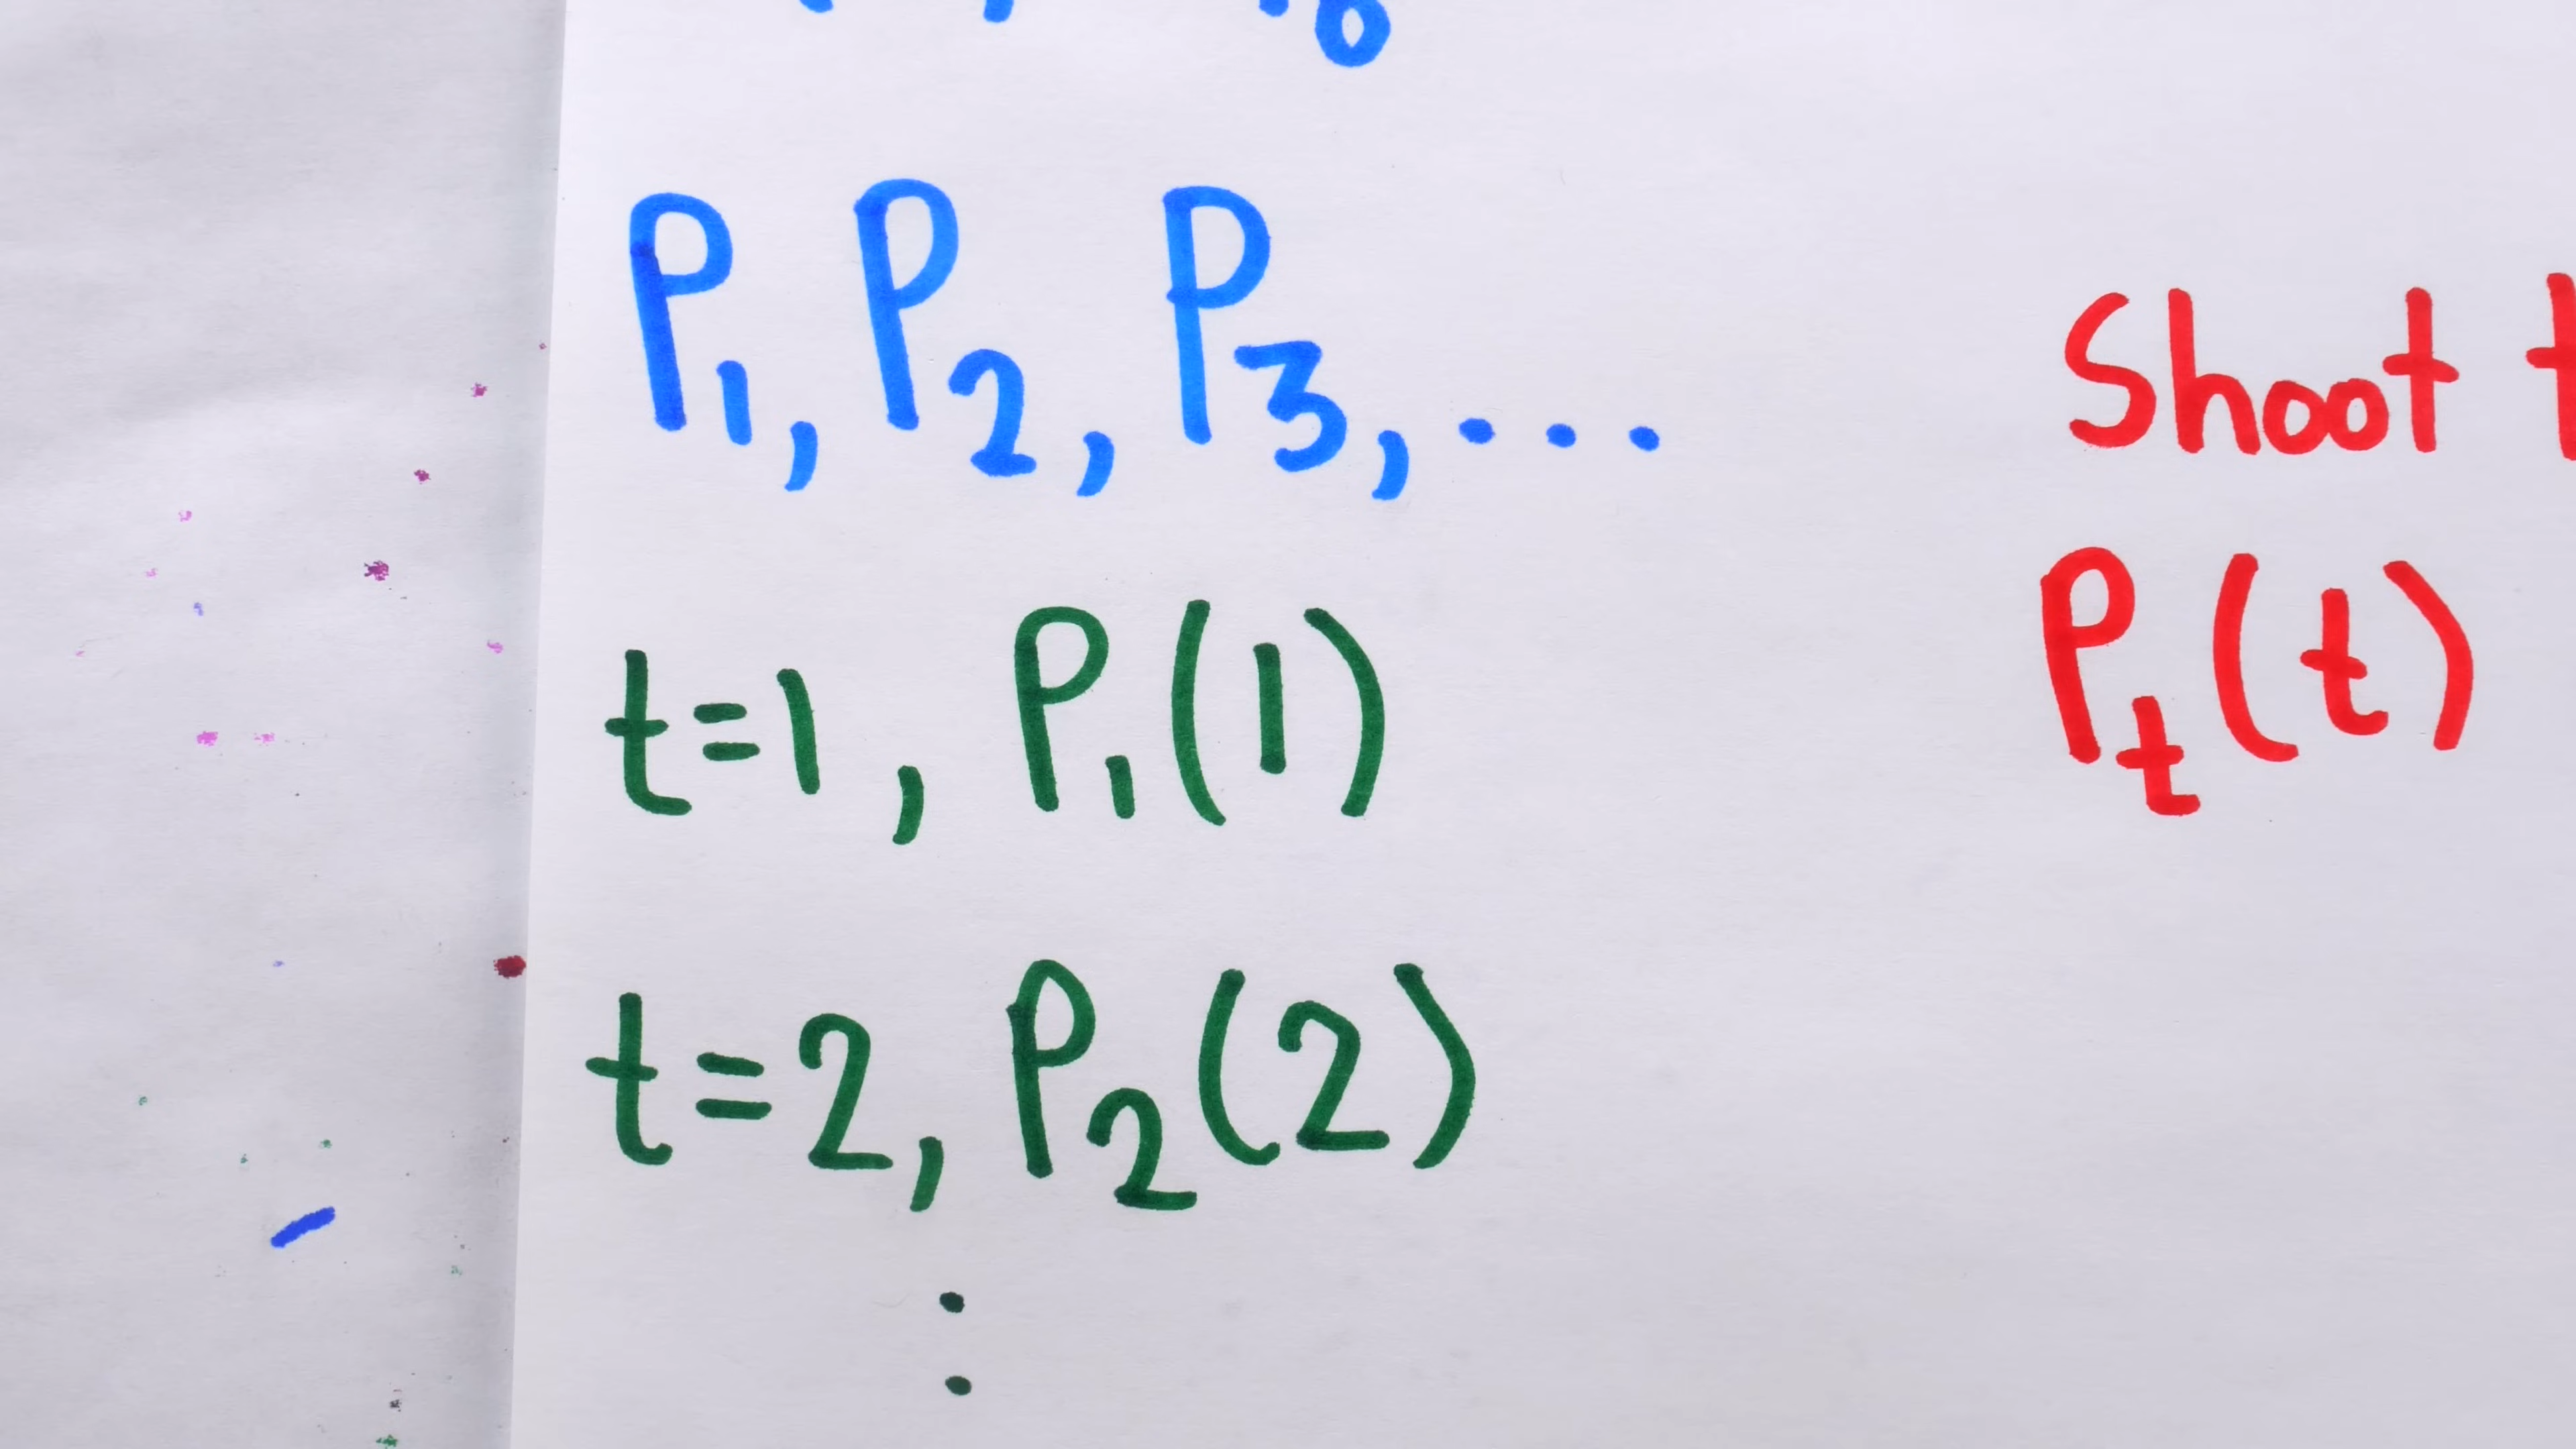 P₁, P₂, P₃, ...
t=1, P₁(1)
t=2, P₂(2)
Shoot
Pₜ(t)